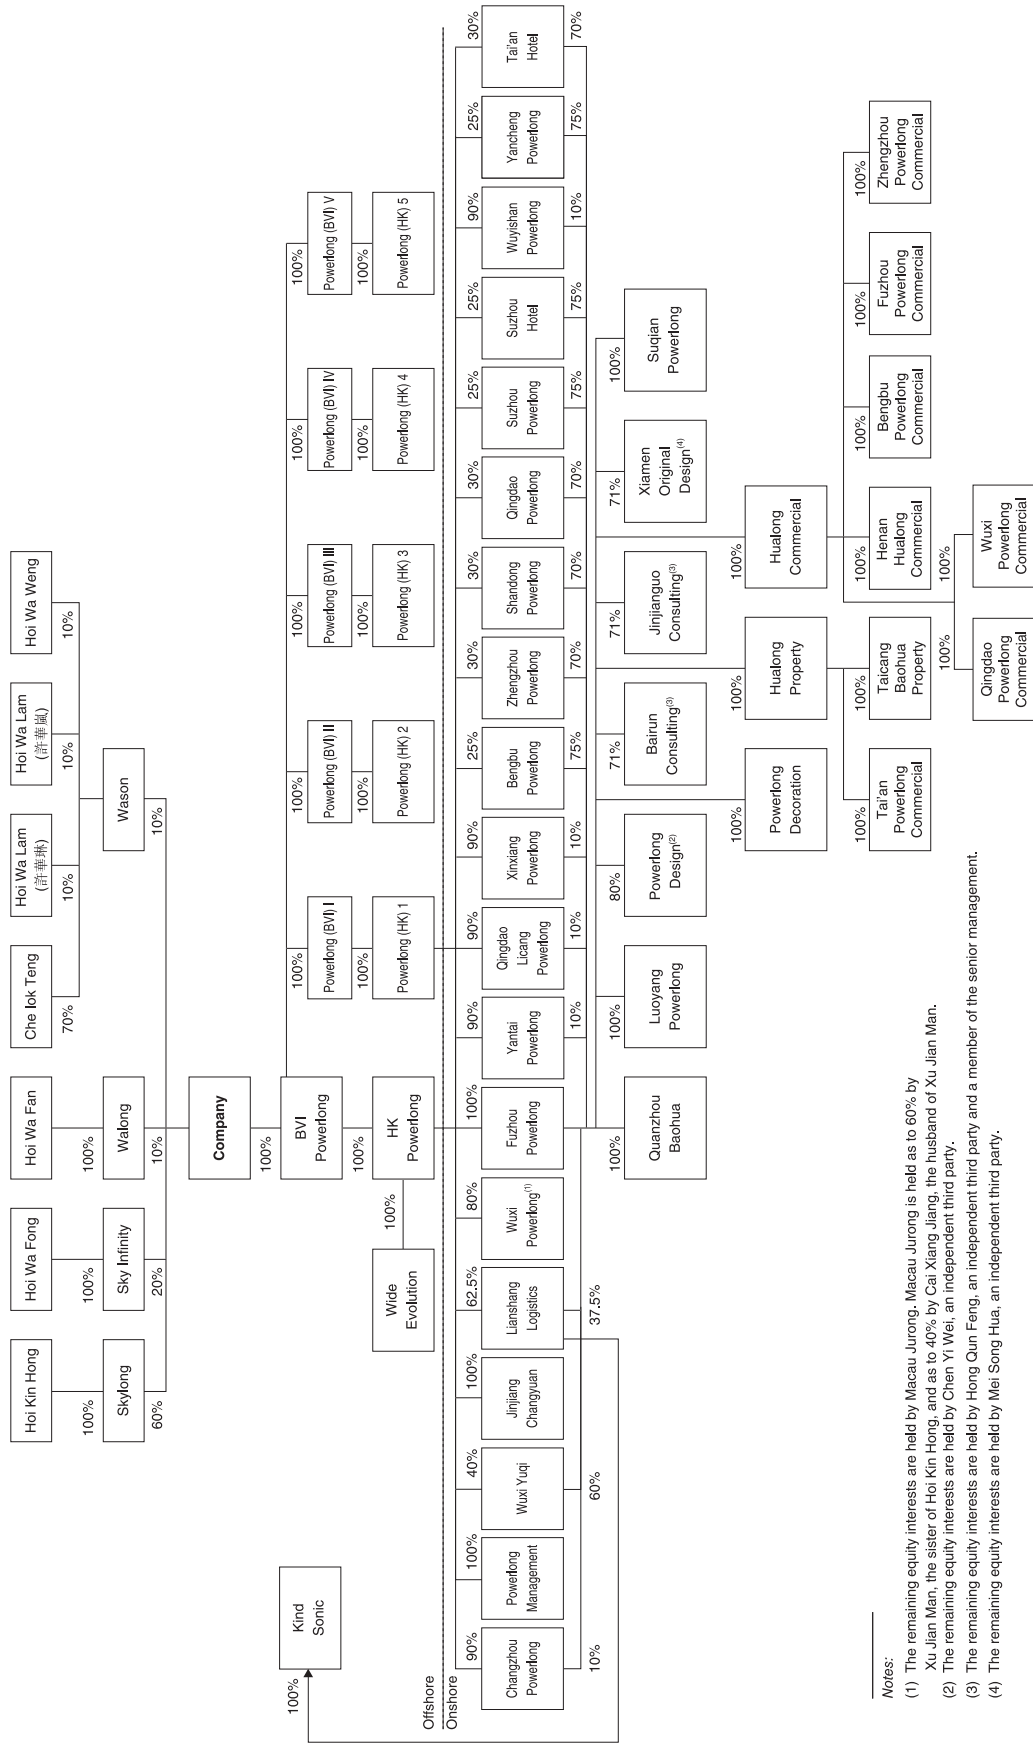 Hoi Kin Hong
Hoi Wa Fong
Hoi Wa Fan
Che Iok Teng
Hoi Wa Lam
(許華琳)
Hoi Wa Lam
(許華嵐)
Hoi Wa Weng
100%
100%
100%
70%
10%
10%
10%
Skylong
Sky Infinity
Walong
Wason
60%
20%
10%
10%
Company
100%
Kind
Sonic
BVI
Powerlong
100%
Powerlong (BVI) I
100%
Powerlong (BVI) II
100%
Powerlong (BVI) III
100%
Powerlong (BVI) IV
100%
Powerlong (BVI) V
100%
100%
100%
100%
100%
100%
100%
Wide
Evolution
100%
HK
Powerlong
Powerlong (HK) 1
Powerlong (HK) 2
Powerlong (HK) 3
Powerlong (HK) 4
Powerlong (HK) 5
Offshore
Onshore
90%
100%
40%
100%
62.5%
80%
100%
90%
90%
90%
25%
30%
30%
30%
25%
25%
90%
25%
30%
Changzhou
Powerlong
Powerlong
Management
Wuxi Yuqi
Jinjiang
Changyuan
Lianshang
Logistics
Wuxi
Powerlong(1)
Fuzhou
Powerlong
Yantai
Powerlong
Qingdao
Licang
Powerlong
Xinxiang
Powerlong
Bengbu
Powerlong
Zhengzhou
Powerlong
Shandong
Powerlong
Qingdao
Powerlong
Suzhou
Powerlong
Suzhou
Hotel
Wuyishan
Powerlong
Yancheng
Powerlong
Tai'an
Hotel
10%
60%
37.5%
10%
10%
10%
75%
70%
70%
70%
75%
75%
10%
75%
70%
100%
100%
80%
71%
71%
71%
100%
Quanzhou
Baohua
Luoyang
Powerlong
Powerlong
Design(2)
Bairun
Consulting(3)
Jinjianguo
Consulting(3)
Xiamen
Original
Design(4)
Suqian
Powerlong
100%
100%
100%
Powerlong
Decoration
Hualong
Property
Hualong
Commercial
100%
100%
100%
100%
100%
100%
Tai'an
Powerlong
Commercial
Taicang
Baohua
Property
Henan
Hualong
Commercial
Bengbu
Powerlong
Commercial
Fuzhou
Powerlong
Commercial
Zhengzhou
Powerlong
Commercial
100%
100%
Qingdao
Powerlong
Commercial
Wuxi
Powerlong
Commercial
Notes:
(1) The remaining equity interests are held by Macau Jurong. Macau Jurong is held as to 60% by
Xu Jian Man, the sister of Hoi Kin Hong, and as to 40% by Cai Xiang Jiang, the husband of Xu Jian Man.
(2) The remaining equity interests are held by Chen Yi Wei, an independent third party.
(3) The remaining equity interests are held by Hong Qun Feng, an independent third party and a member of the senior management.
(4) The remaining equity interests are held by Mei Song Hua, an independent third party.